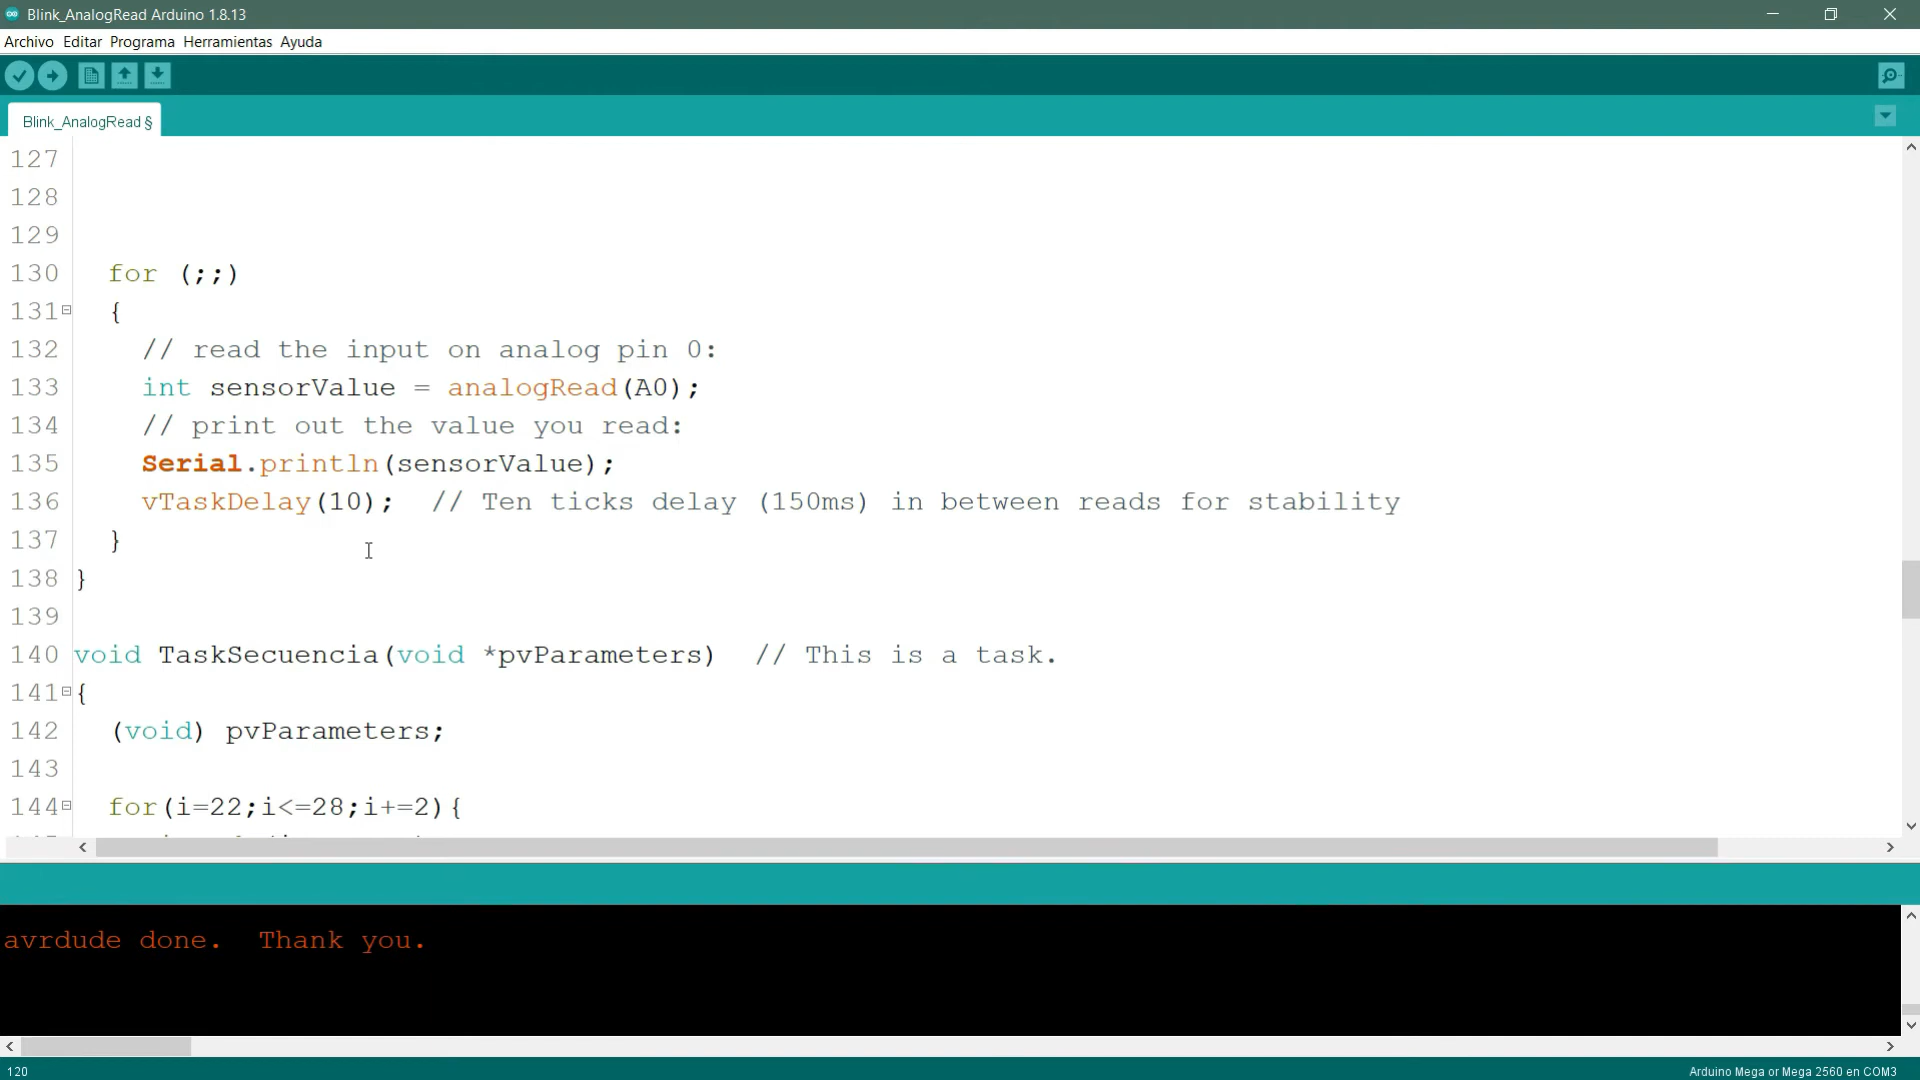 Blink_AnalogRead Arduino 1.8.13
Archivo Editar Programa Herramientas Ayuda
Blink_AnalogRead §
127
128
129
130 for (;;)
131 {
132 // read the input on analog pin 0:
133 int sensorValue = analogRead(A0);
134 // print out the value you read:
135 Serial.println(sensorValue);
136 vTaskDelay(10); // Ten ticks delay (150ms) in between reads for stability
137 }
138 }
139
140 void TaskSecuencia(void *pvParameters) // This is a task.
141 {
142 (void) pvParameters;
143
144 for(i=22;i<=28;i+=2){
avrdude done. Thank you.
120 Arduino Mega or Mega 2560 en COM3